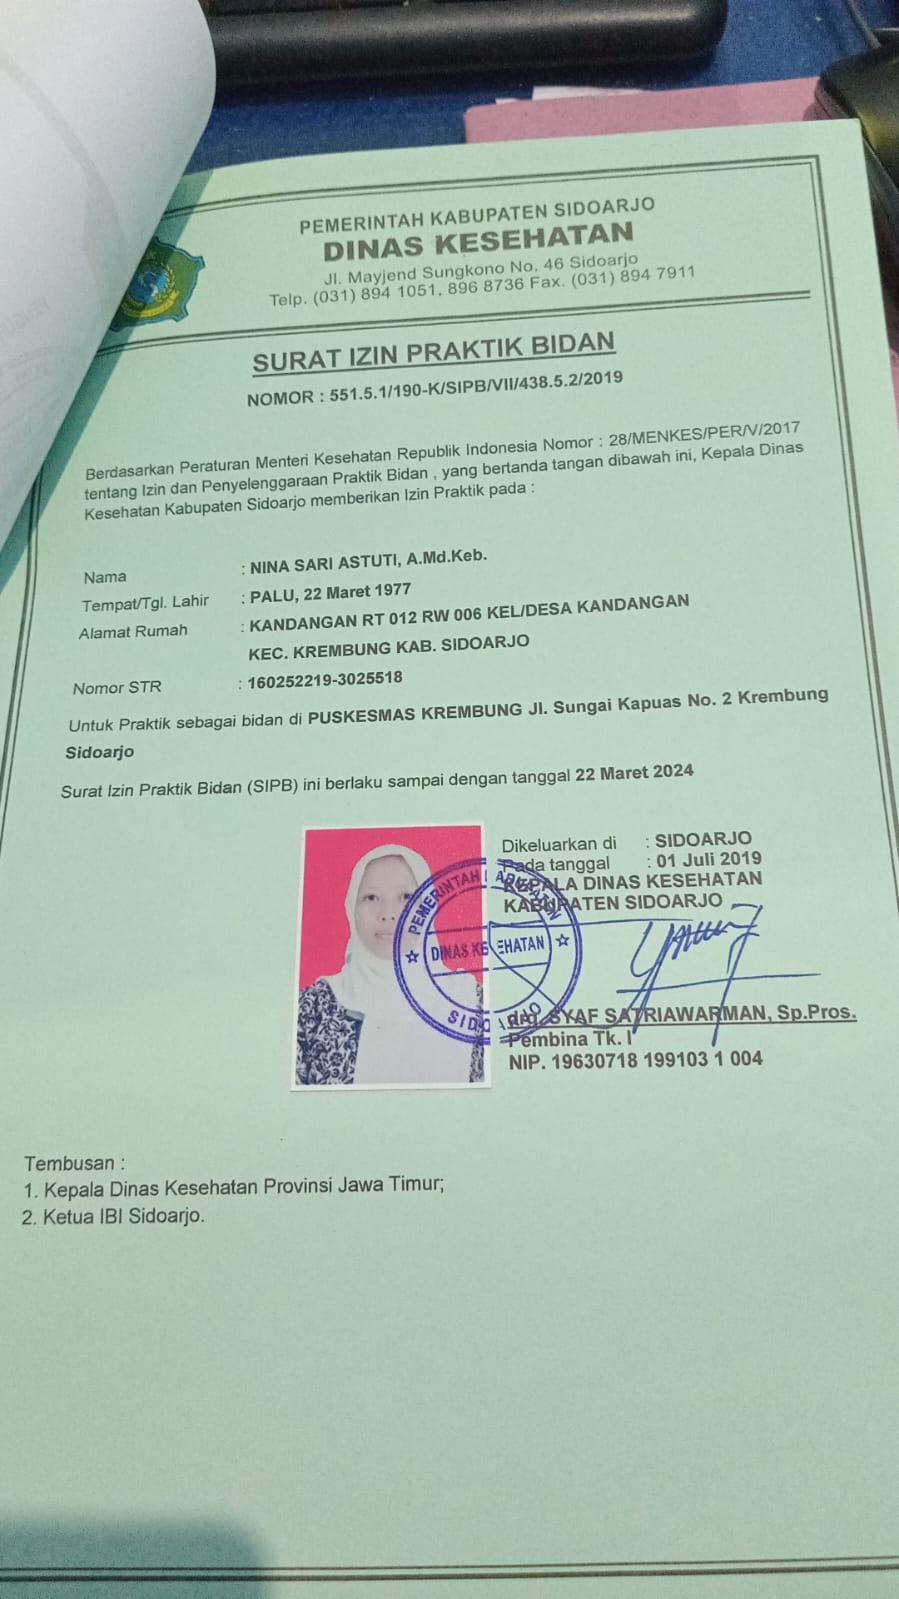 PEMERINTAH KABUPATEN SIDOARJO
DINAS KESEHATAN
Jl. Mayjend Sungkono No. 46 Sidoarjo
Telp. (031) 894 1051, 896 8736 Fax. (031) 894 7911
SURAT IZIN PRAKTIK BIDAN
NOMOR : 551.5.1/190-K/SIPB/VII/438.5.2/2019
Berdasarkan Peraturan Menteri Kesehatan Republik Indonesia Nomor : 28/MENKES/PER/V/2017
tentang Izin dan Penyelenggaraan Praktik Bidan , yang bertanda tangan dibawah ini, Kepala Dinas
Kesehatan Kabupaten Sidoarjo memberikan Izin Praktik pada :
Nama : NINA SARI ASTUTI, A.Md.Keb.
Tempat/Tgl. Lahir : PALU, 22 Maret 1977
Alamat Rumah : KANDANGAN RT 012 RW 006 KEL/DESA KANDANGAN
KEC. KREMBUNG KAB. SIDOARJO
Nomor STR : 160252219-3025518
Untuk Praktik sebagai bidan di PUSKESMAS KREMBUNG Jl. Sungai Kapuas No. 2 Krembung
Sidoarjo
Surat Izin Praktik Bidan (SIPB) ini berlaku sampai dengan tanggal 22 Maret 2024
Dikeluarkan di : SIDOARJO
Pada tanggal : 01 Juli 2019
KEPALA DINAS KESEHATAN
KABUPATEN SIDOARJO
PEMERINTAH KABUPATEN
DINAS KESEHATAN
SIDOARJO
drg. SYAF SATRIAWARMAN, Sp.Pros.
Pembina Tk. I
NIP. 19630718 199103 1 004
Tembusan :
1. Kepala Dinas Kesehatan Provinsi Jawa Timur;
2. Ketua IBI Sidoarjo.